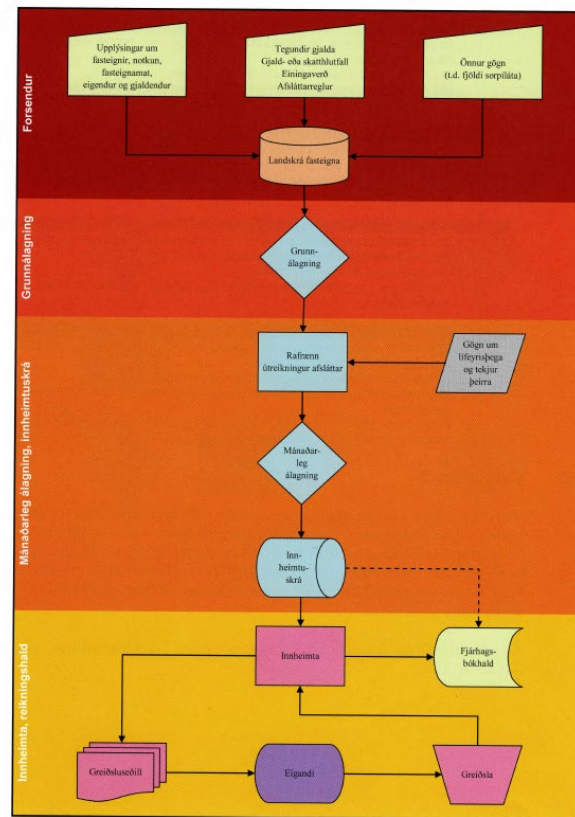 Forsendur
Upplýsingar um
fasteignir, notkun,
fasteignamat,
eigendur og gjaldendur
Tegundir gjalda
Gjald- eða skatthlutfall
Einingaverð
Afsláttarreglur
Önnur gögn
(t.d. fjöldi sorpíláta)
Landskrá fasteigna
Grunnálagning
Grunn-
álagning
Mánaðarleg álagning, innheimtuskrá
Rafrænn
útreikningur afsláttar
Gögn um
lífeyrisþega
og tekjur
þeirra
Mánaðar-
leg
álagning
Inn-
heimtu-
skrá
Innheimta, reikningshald
Innheimta
Fjárhags-
bókhald
Greiðsluseðill
Eigandi
Greiðsla